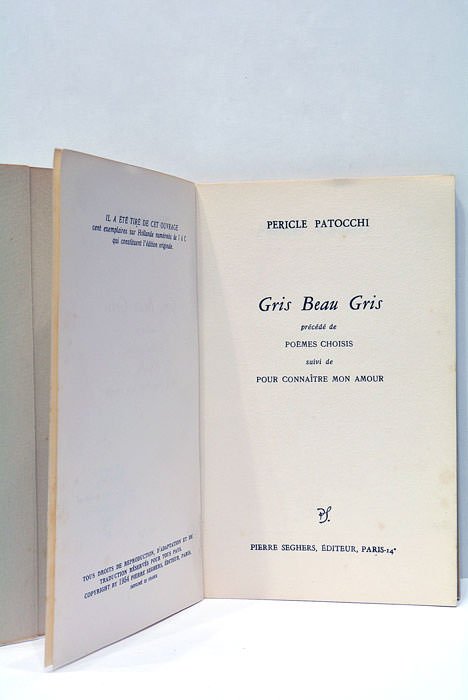 IL A ÉTÉ TIRÉ DE CET OUVRAGE
cent exemplaires sur Hollande numérotés de I à C
qui constituent l'édition originale.
TOUS DROITS DE REPRODUCTION, D'ADAPTATION ET DE
TRADUCTION RÉSERVÉS POUR TOUS PAYS.
COPYRIGHT BY 1964 PIERRE SEGHERS, ÉDITEUR, PARIS.
IMPRIMÉ EN FRANCE
PERICLE PATOCCHI
Gris Beau Gris
précédé de
POÈMES CHOISIS
suivi de
POUR CONNAÎTRE MON AMOUR
PS.
PIERRE SEGHERS, ÉDITEUR, PARIS-14ᵉ